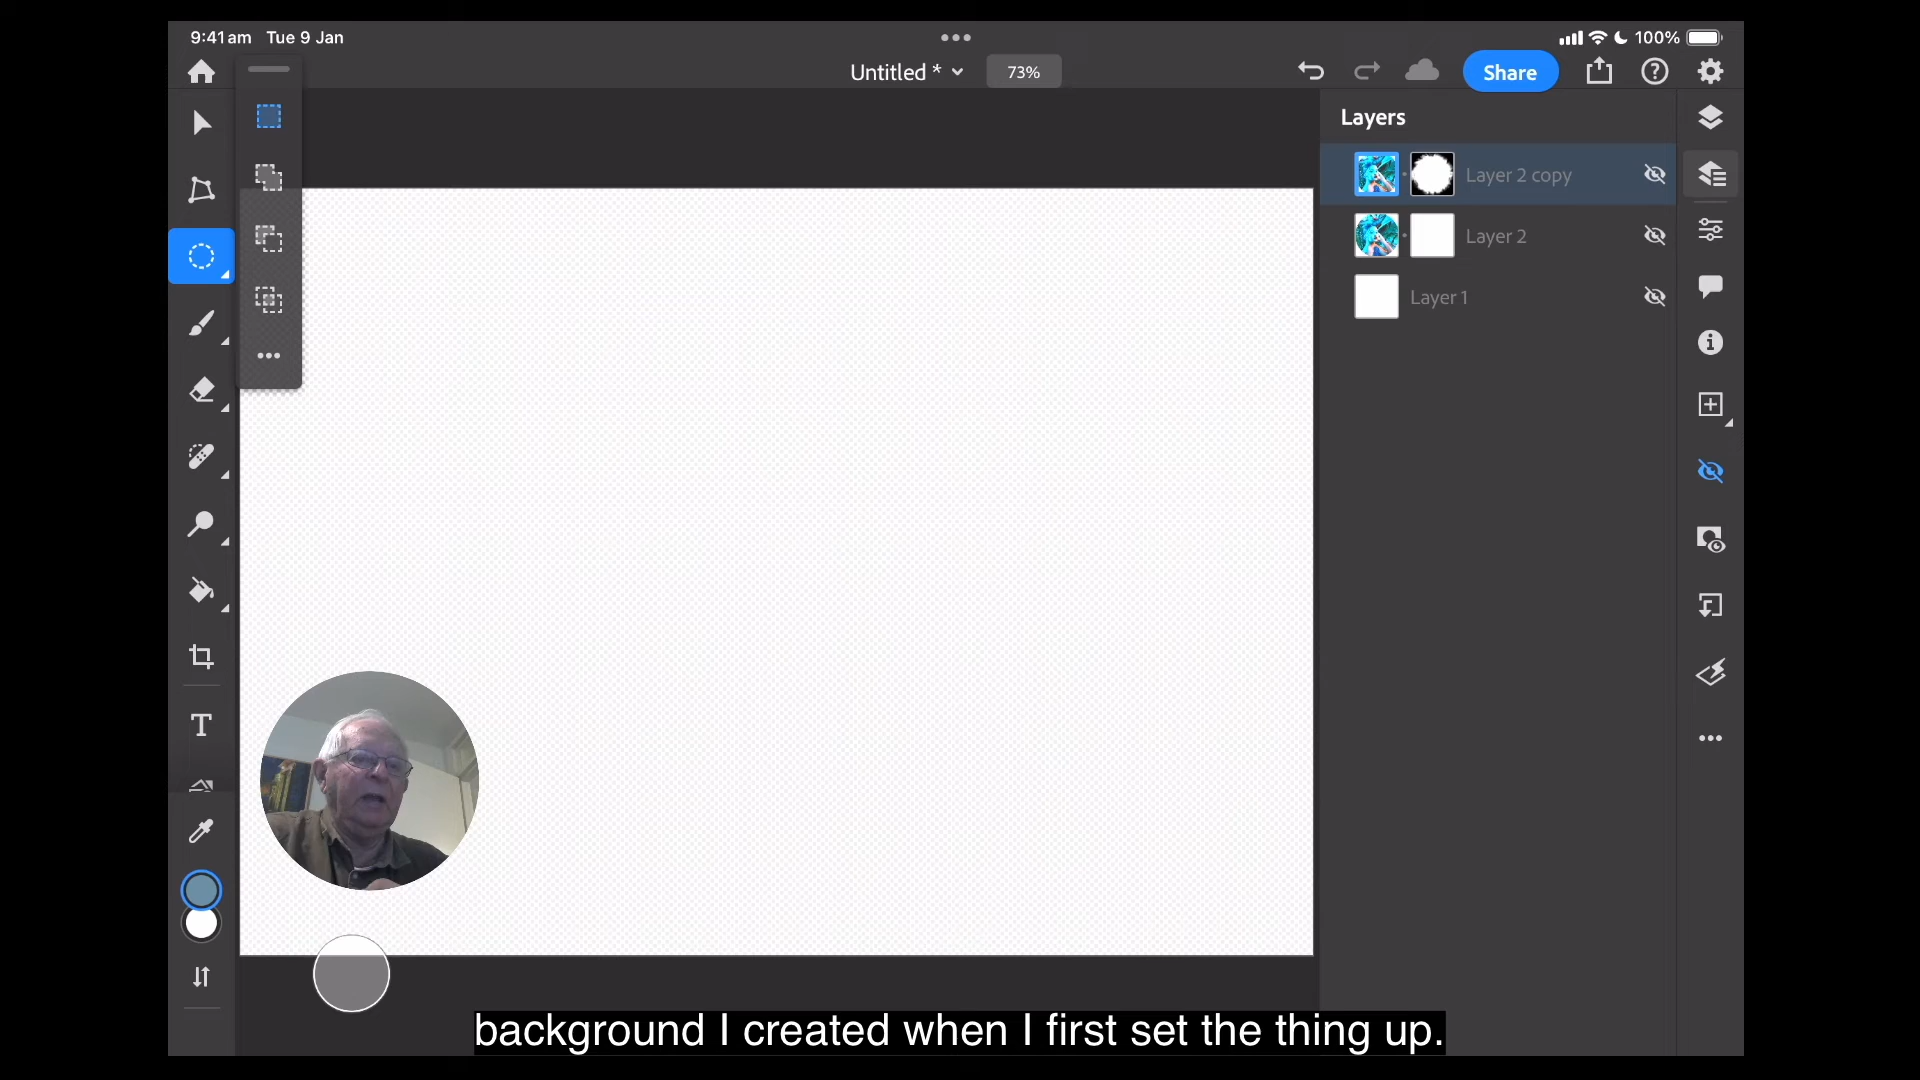 9:41am Tue 9 Jan
100%
Untitled *
73%
Share
Layers
Layer 2 copy
Layer 2
Layer 1
T
background I created when I first set the thing up.